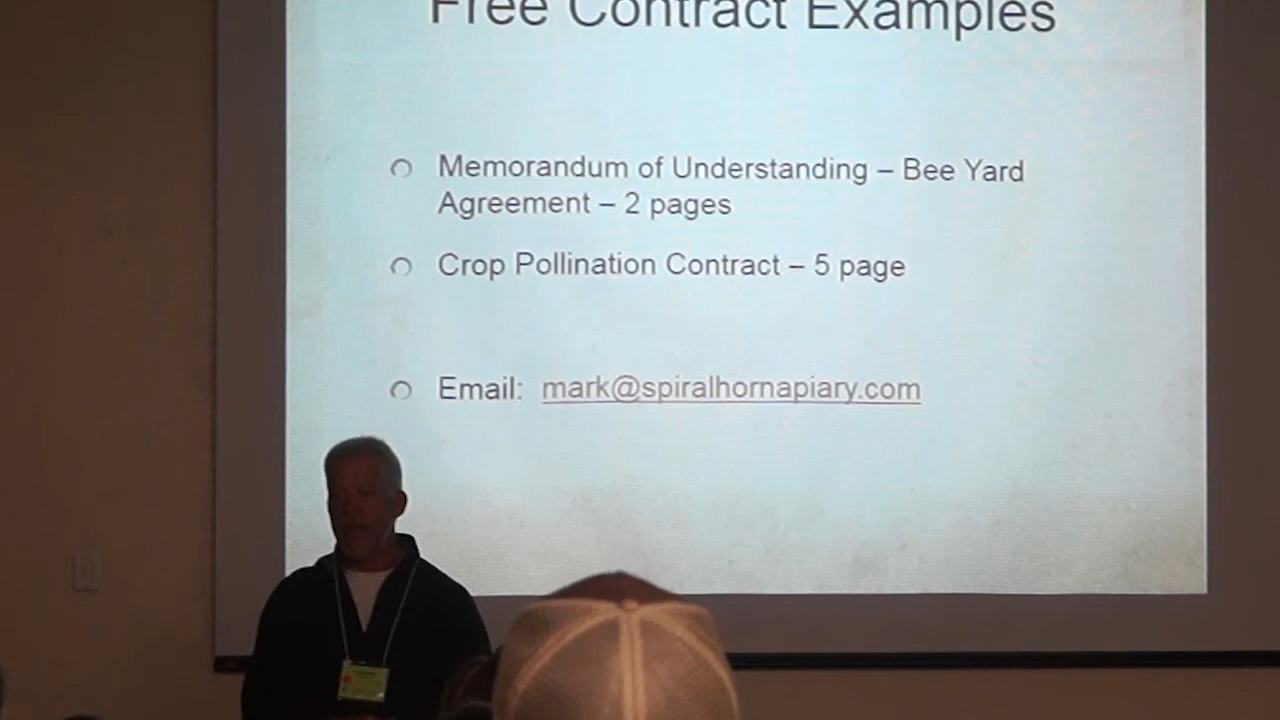 Free Contract Examples
Memorandum of Understanding – Bee Yard
Agreement – 2 pages
Crop Pollination Contract – 5 page
Email: mark@spiralhornapiary.com